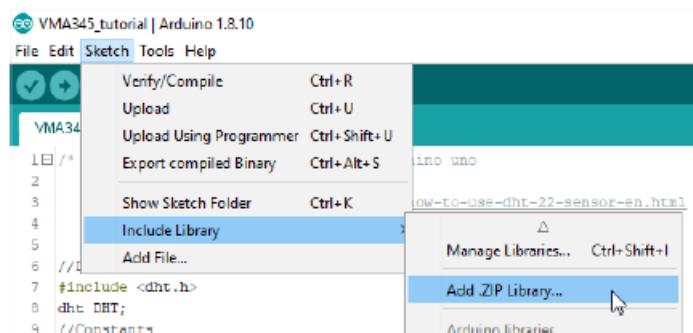 VMA345_tutorial | Arduino 1.8.10
File Edit Sketch Tools Help
Verify/Compile Ctrl+R
Upload Ctrl+U
VMA34
Upload Using Programmer Ctrl+Shift+U
1 /*
Export compiled Binary Ctrl+Alt+S
ino uno
2
3
Show Sketch Folder Ctrl+K
ow-to-use-dht-22-sensor-en.html
4
Include Library
5
Manage Libraries... Ctrl+Shift+I
Add File...
6 //
7 #include <dht.h>
Add .ZIP Library...
8 dht DHT;
9 //Constants
Arduino libraries